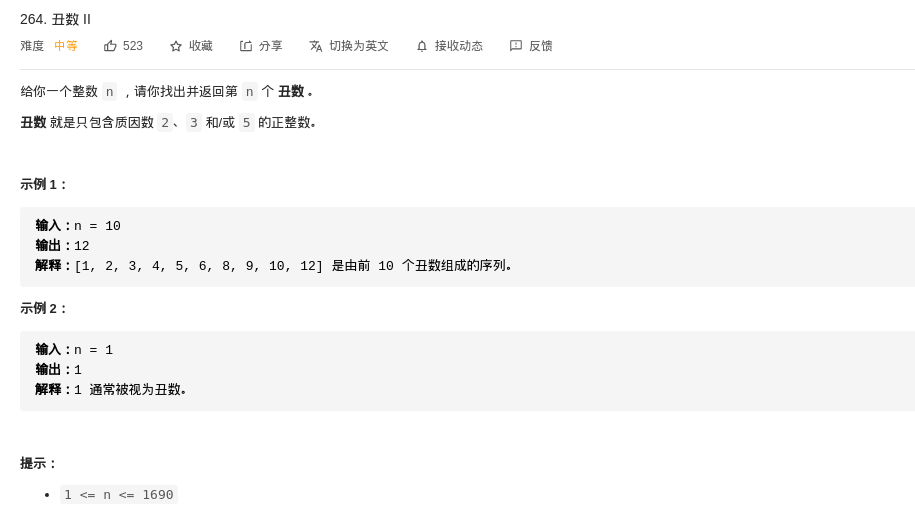 264. 丑数 II
难度 中等 523 收藏 分享 切换为英文 接收动态 反馈
给你一个整数 n ，请你找出并返回第 n 个 丑数 。
丑数 就是只包含质因数 2、3 和/或 5 的正整数。
示例 1：
输入：n = 10
输出：12
解释：[1, 2, 3, 4, 5, 6, 8, 9, 10, 12] 是由前 10 个丑数组成的序列。
示例 2：
输入：n = 1
输出：1
解释：1 通常被视为丑数。
提示：
• 1 <= n <= 1690